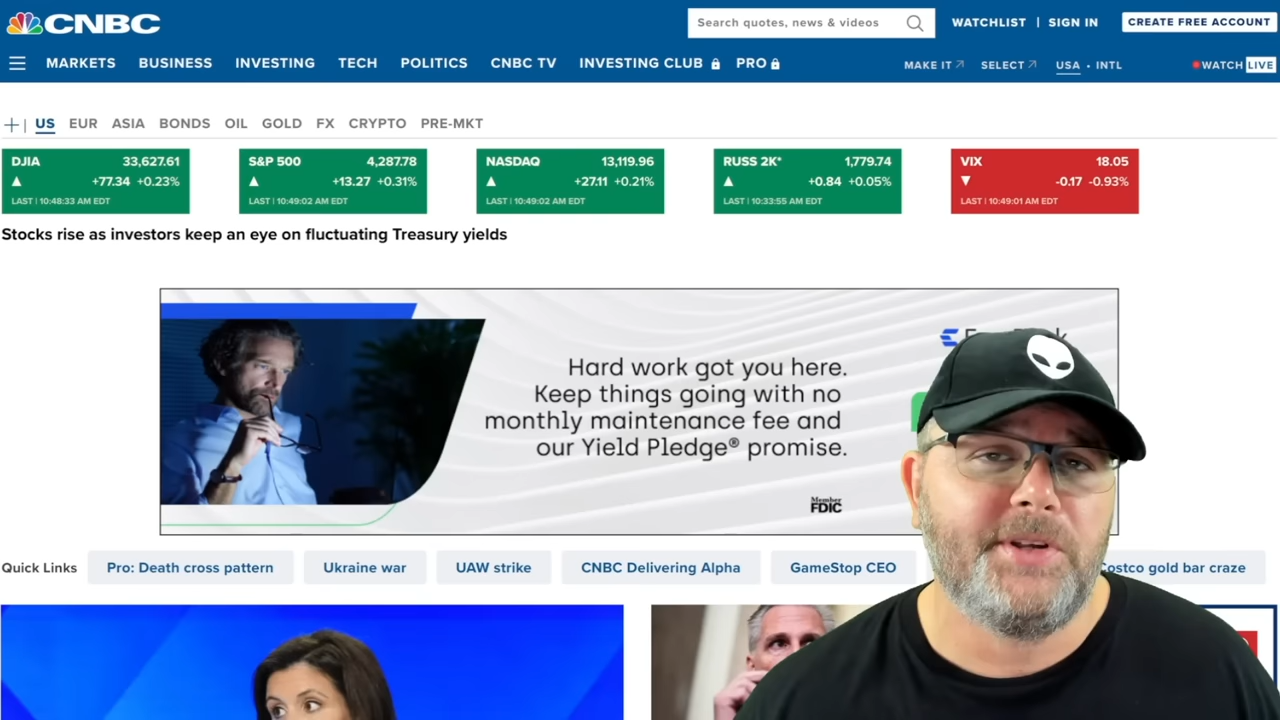 CNBC
Search quotes, news & videos
WATCHLIST | SIGN IN
CREATE FREE ACCOUNT
MARKETS BUSINESS INVESTING TECH POLITICS CNBC TV INVESTING CLUB PRO
MAKE IT SELECT USA • INTL
WATCH LIVE
US EUR ASIA BONDS OIL GOLD FX CRYPTO PRE-MKT
DJIA 33,627.61
+77.34 +0.23%
LAST | 10:48:33 AM EDT
S&P 500 4,287.78
+13.27 +0.31%
LAST | 10:49:02 AM EDT
NASDAQ 13,119.96
+27.11 +0.21%
LAST | 10:49:02 AM EDT
RUSS 2K* 1,779.74
+0.84 +0.05%
LAST | 10:33:55 AM EDT
VIX 18.05
-0.17 -0.93%
LAST | 10:49:01 AM EDT
Stocks rise as investors keep an eye on fluctuating Treasury yields
Hard work got you here.
Keep things going with no
monthly maintenance fee and
our Yield Pledge® promise.
Member
FDIC
Quick Links
Pro: Death cross pattern
Ukraine war
UAW strike
CNBC Delivering Alpha
GameStop CEO
Costco gold bar craze